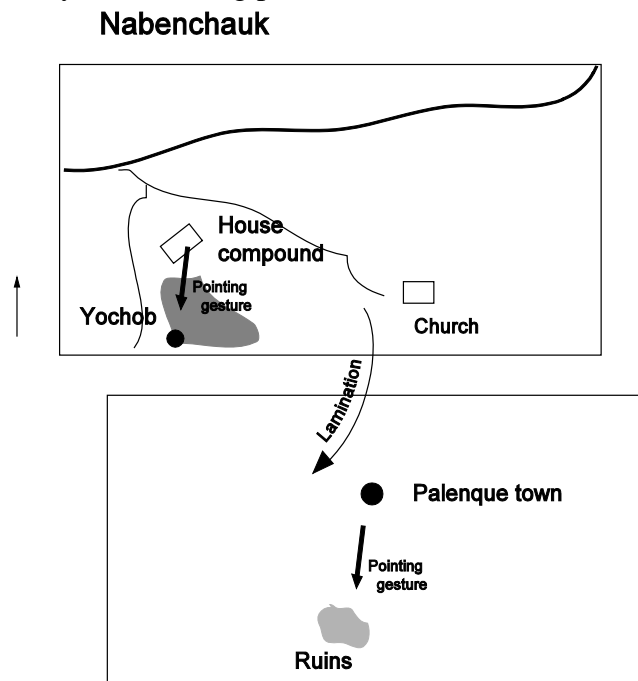 Nabenchauk
House
compound
Pointing
gesture
Yochob
Church
Lamination
Palenque town
Pointing
gesture
Ruins